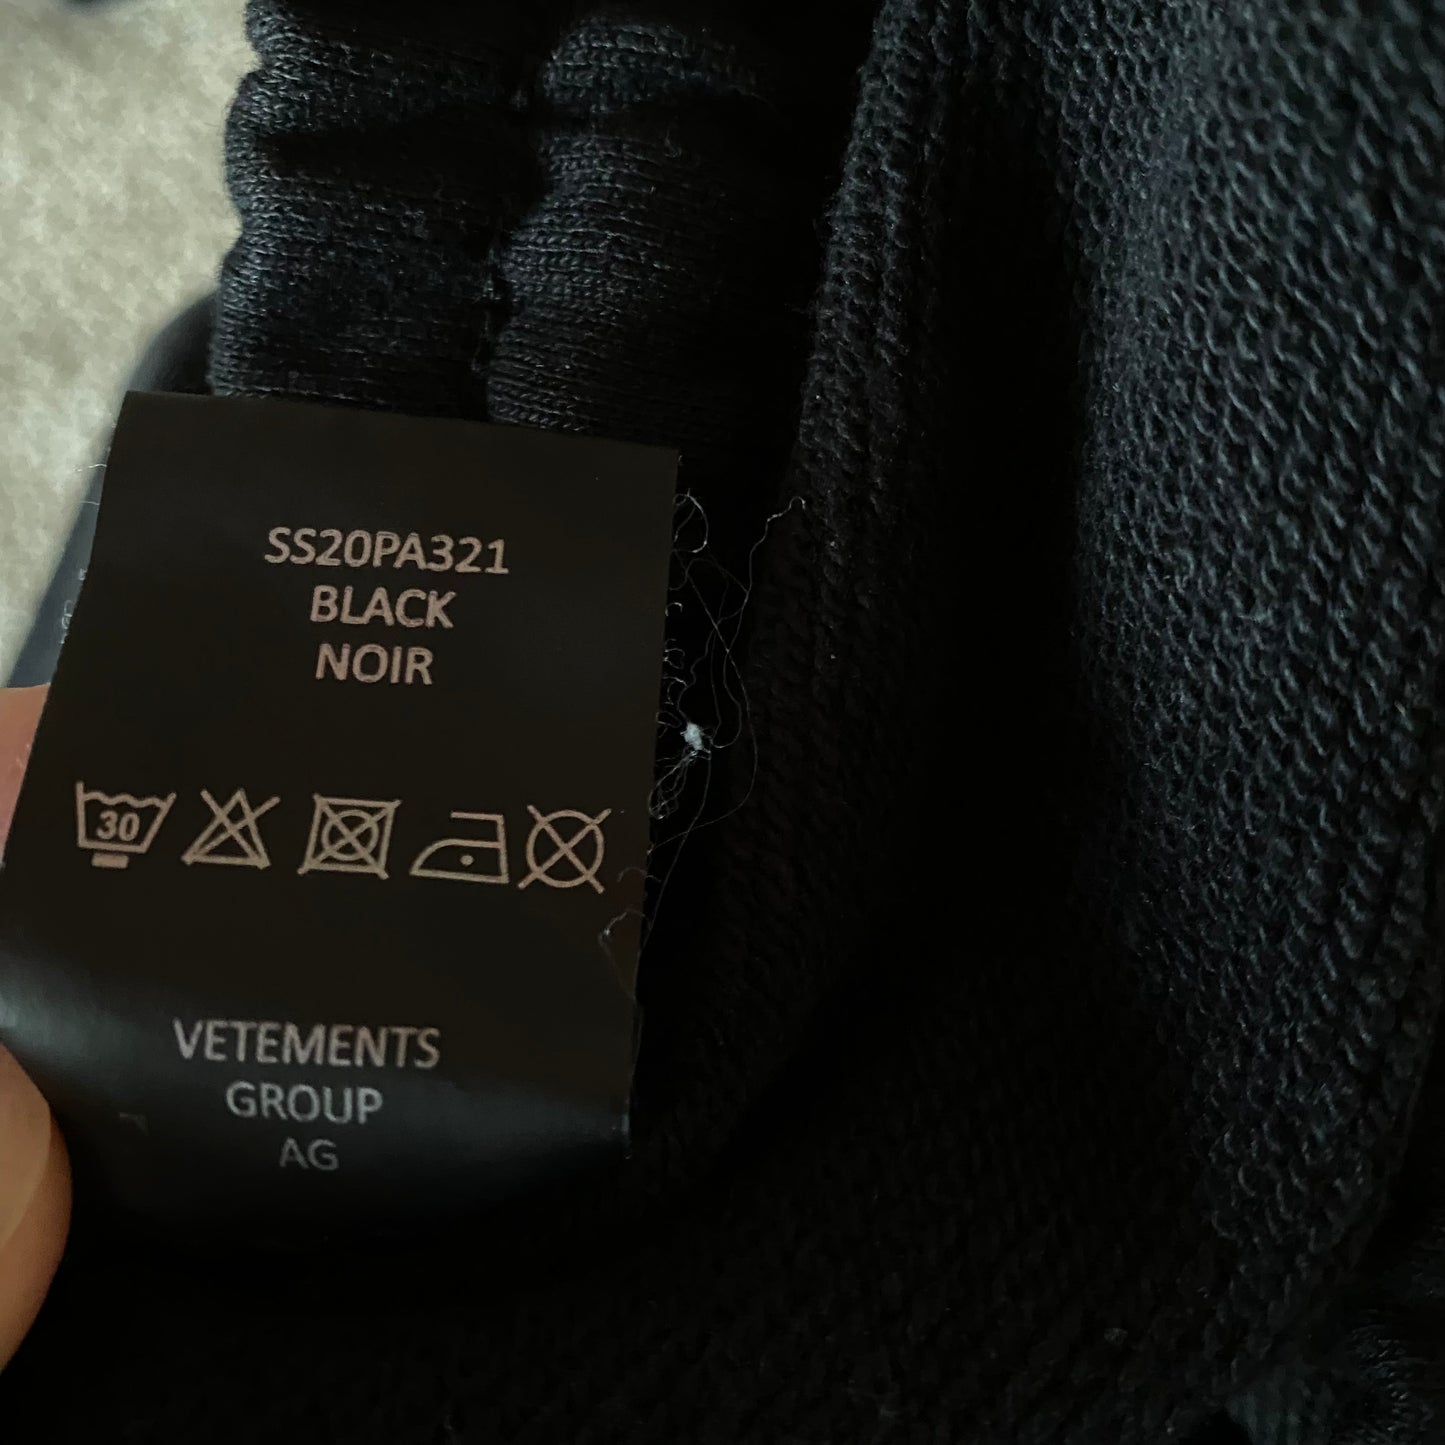 SS20PA321
BLACK
NOIR
30
VETEMENTS
GROUP
AG